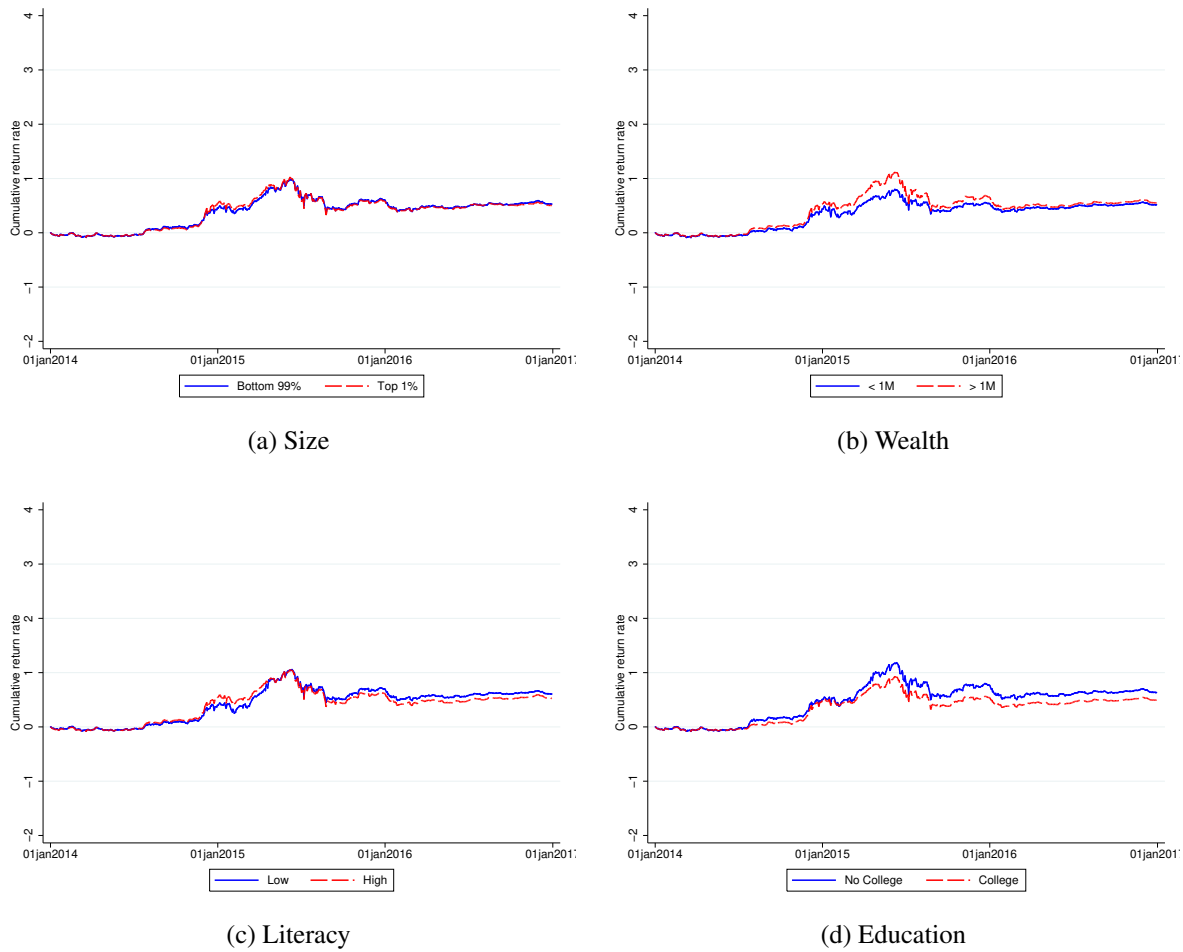 Cumulative return rate
4
3
2
1
0
−1
−2
01jan2014 01jan2015 01jan2016 01jan2017
Bottom 99% Top 1%
(a) Size
Cumulative return rate
4
3
2
1
0
−1
−2
01jan2014 01jan2015 01jan2016 01jan2017
< 1M > 1M
(b) Wealth
Cumulative return rate
4
3
2
1
0
−1
−2
01jan2014 01jan2015 01jan2016 01jan2017
Low High
(c) Literacy
Cumulative return rate
4
3
2
1
0
−1
−2
01jan2014 01jan2015 01jan2016 01jan2017
No College College
(d) Education